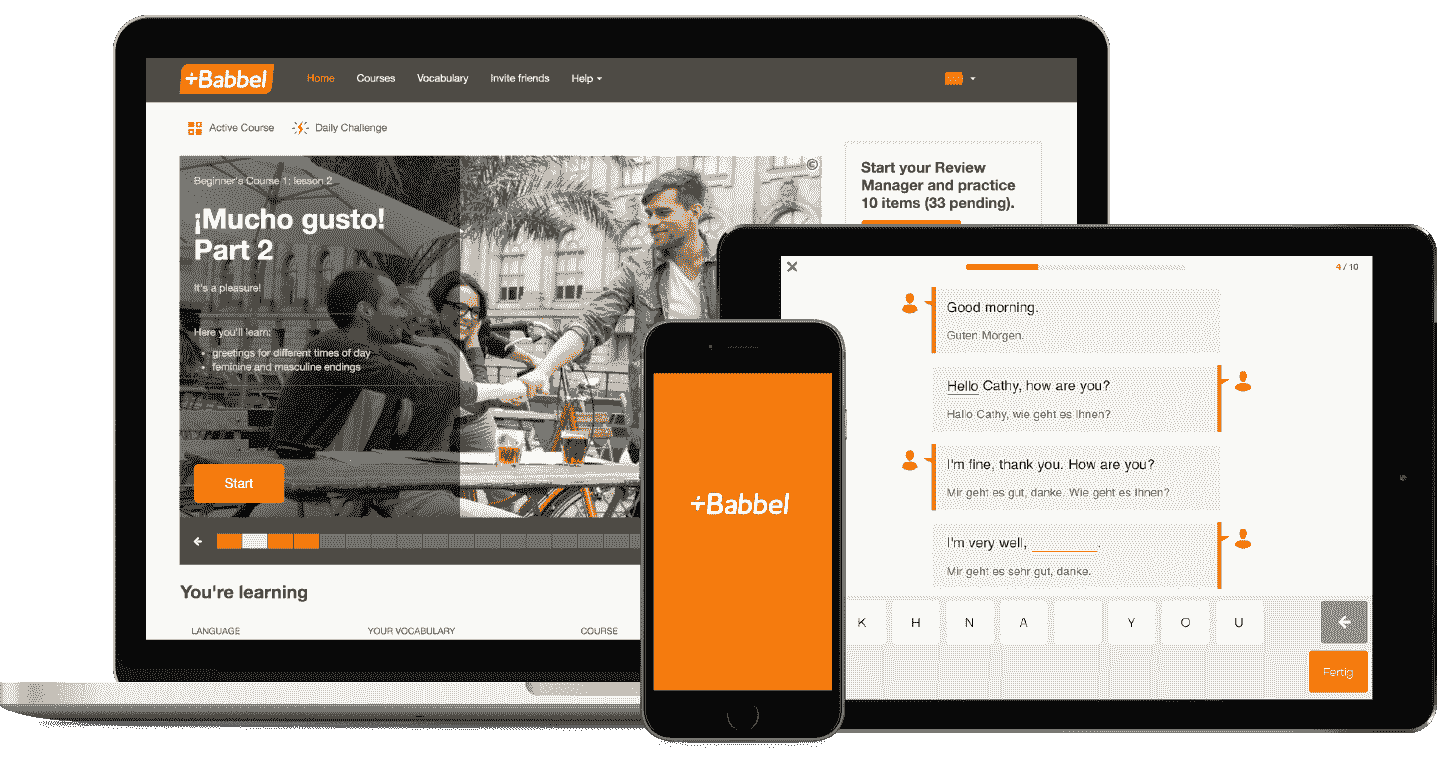 +Babbel
Home Courses Vocabulary Invite friends Help
Active Course Daily Challenge
Beginner's Course 1: lesson 2
¡Mucho gusto!
Part 2
It's a pleasure!
Here you'll learn:
• greetings for different times of day
• feminine and masculine endings
Start
Start your Review
Manager and practice
10 items (33 pending).
You're learning
LANGUAGE YOUR VOCABULARY COURSE
+Babbel
4 / 10
Good morning.
Guten Morgen.
Hello Cathy, how are you?
Hallo Cathy, wie geht es Ihnen?
I'm fine, thank you. How are you?
Mir geht es gut, danke. Wie geht es Ihnen?
I'm very well, ________.
Mir geht es sehr gut, danke.
K H N A Y O U
Fertig